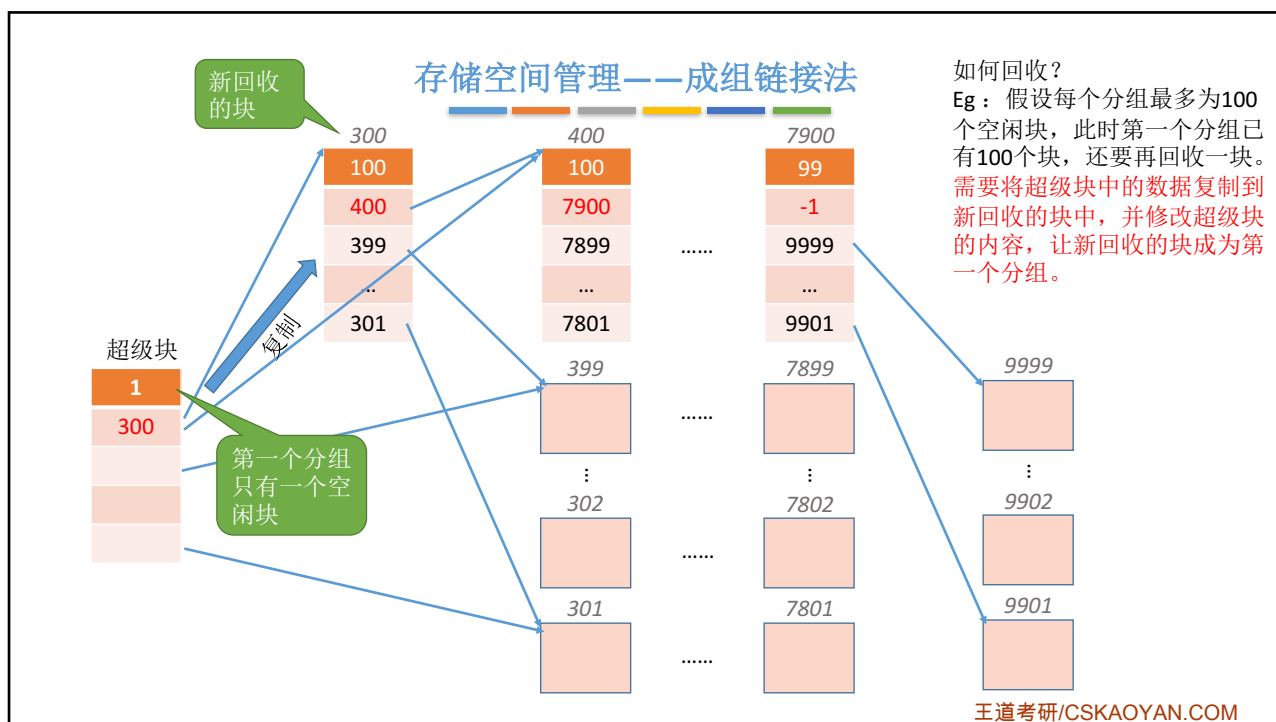 存储空间管理——成组链接法
新回收
的块
如何回收？
Eg：假设每个分组最多为100
个空闲块，此时第一个分组已
有100个块，还要再回收一块。
需要将超级块中的数据复制到
新回收的块中，并修改超级块
的内容，让新回收的块成为第
一个分组。
300
100
400
399
...
301
400
100
7900
7899
...
7801
......
7900
99
-1
9999
...
9901
复制
超级块
1
300
第一个分组
只有一个空
闲块
399
......
7899
9999
...
...
...
302
......
7802
9902
301
......
7801
9901
王道考研/CSKAOYAN.COM